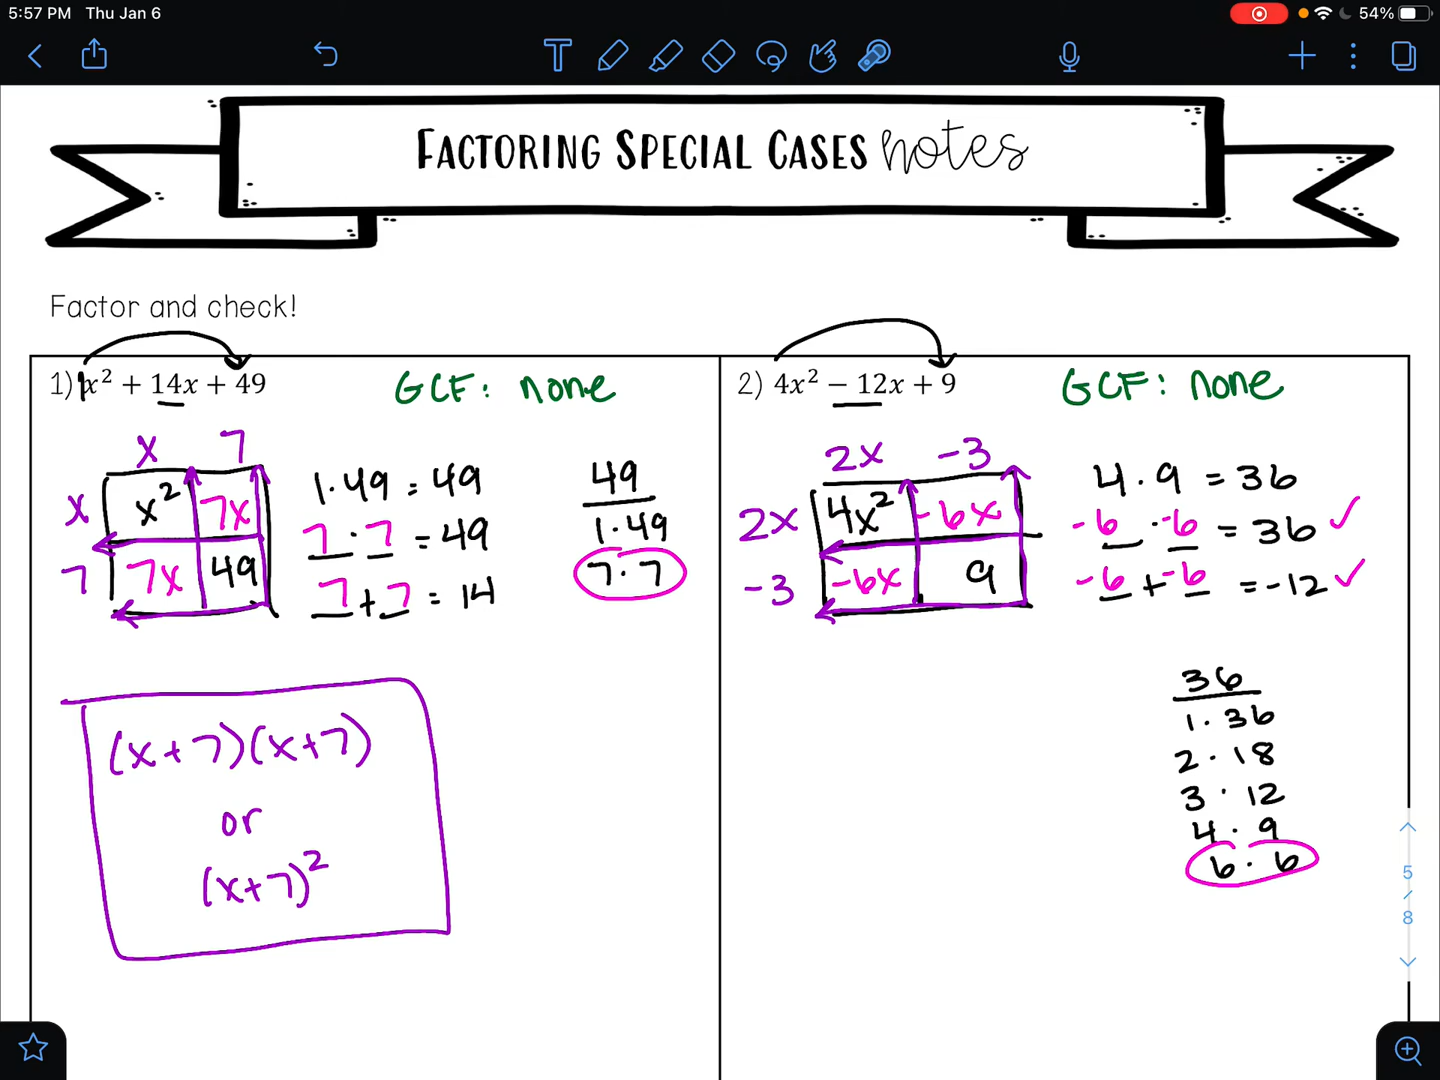 5:57 PM Thu Jan 6
54%
FACTORING SPECIAL CASES notes
Factor and check!
1) 1x² + 14x + 49
GCF: none
x 7
x x² 7x
7 7x 49
1·49 = 49
7·7 = 49
7+7 = 14
49
1·49
7·7
(x+7)(x+7)
or
(x+7)²
2) 4x² − 12x + 9
GCF: none
2x -3
2x 4x² -6x
-3 -6x 9
4·9 = 36
-6·-6 = 36 ✓
-6+-6 = -12 ✓
36
1·36
2·18
3·12
4·9
6·6
5
/
8